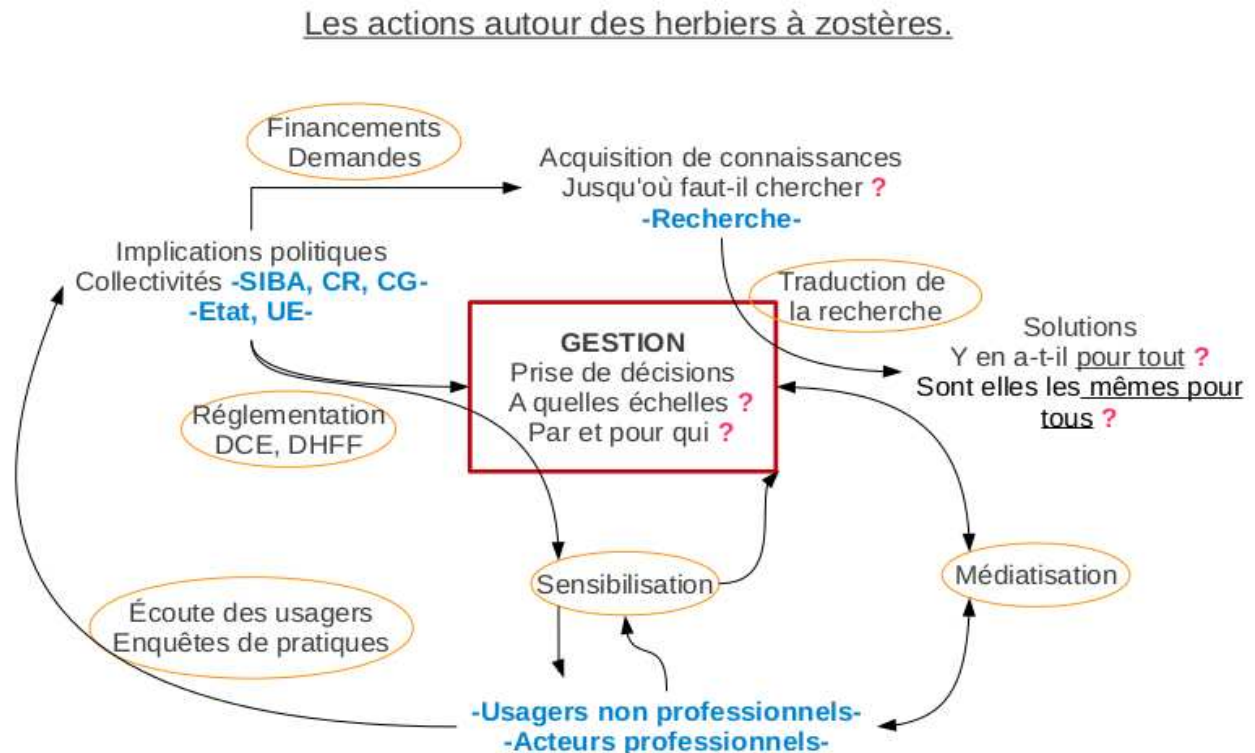 Les actions autour des herbiers à zostères.
Financements
Demandes
Acquisition de connaissances
Jusqu'où faut-il chercher ?
-Recherche-
Implications politiques
Collectivités -SIBA, CR, CG-
-Etat, UE-
Traduction de
la recherche
GESTION
Prise de décisions
A quelles échelles ?
Par et pour qui ?
Solutions
Y en a-t-il pour tout ?
Sont elles les mêmes pour
tous ?
Réglementation
DCE, DHFF
Sensibilisation
Médiatisation
Écoute des usagers
Enquêtes de pratiques
-Usagers non professionnels-
-Acteurs professionnels-